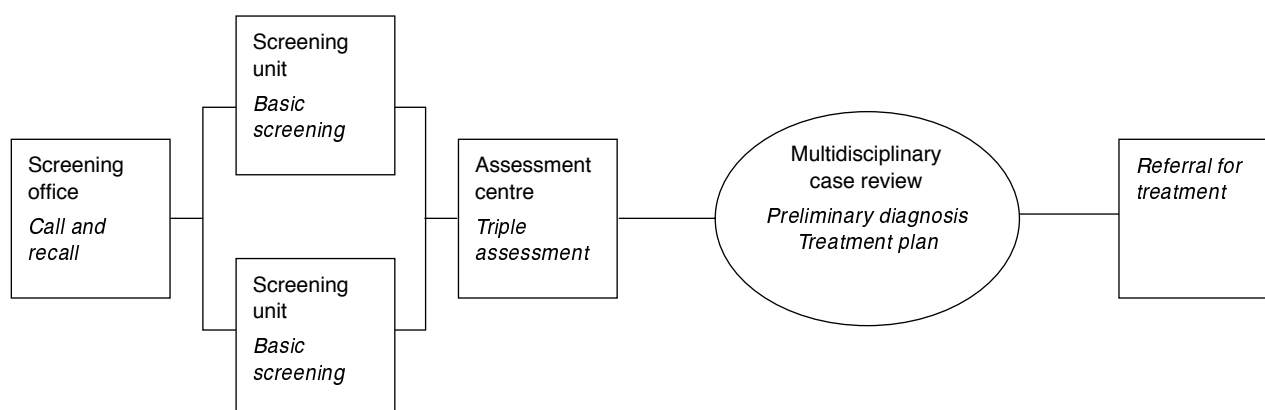 Screening
office
Call and
recall
Screening
unit
Basic
screening
Screening
unit
Basic
screening
Assessment
centre
Triple
assessment
Multidisciplinary
case review
Preliminary diagnosis
Treatment plan
Referral for
treatment